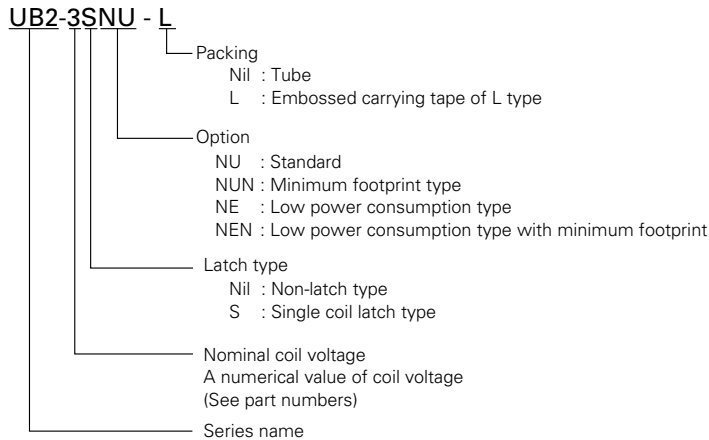 UB2-3SNU - L
Packing
Nil : Tube
L : Embossed carrying tape of L type
Option
NU : Standard
NUN : Minimum footprint type
NE : Low power consumption type
NEN : Low power consumption type with minimum footprint
Latch type
Nil : Non-latch type
S : Single coil latch type
Nominal coil voltage
A numerical value of coil voltage
(See part numbers)
Series name